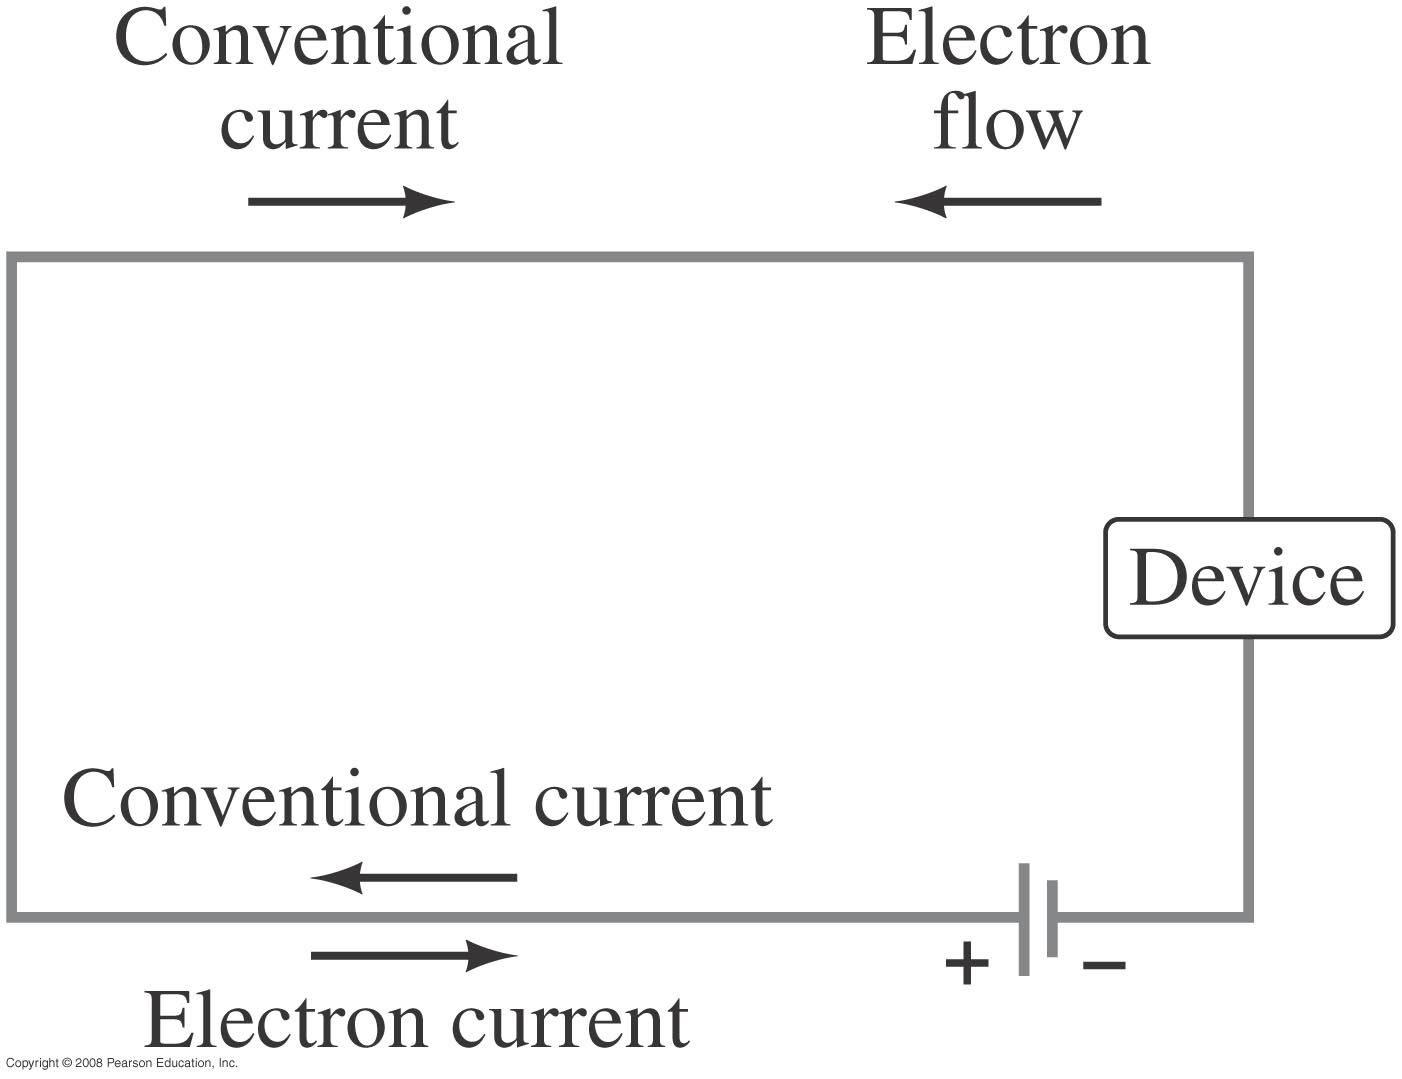 Conventional
current
Electron
flow
Device
Conventional current
+ −
Electron current
Copyright © 2008 Pearson Education, Inc.